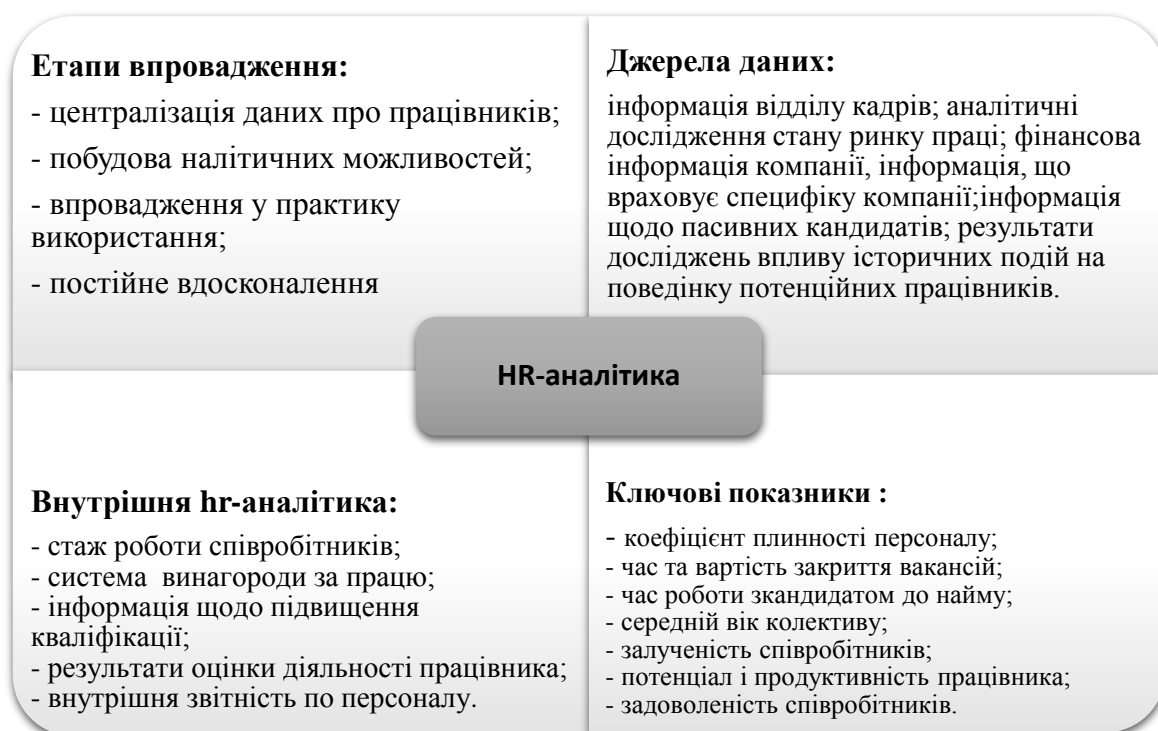 Етапи впровадження:
- централізація даних про працівників;
- побудова налітичних можливостей;
- впровадження у практику
використання;
- постійне вдосконалення
Джерела даних:
інформація відділу кадрів; аналітичні
дослідження стану ринку праці; фінансова
інформація компанії, інформація, що
враховує специфіку компанії;інформація
щодо пасивних кандидатів; результати
досліджень впливу історичних подій на
поведінку потенційних працівників.
HR-аналітика
Внутрішня hr-аналітика:
- стаж роботи співробітників;
- система винагороди за працю;
- інформація щодо підвищення
кваліфікації;
- результати оцінки діяльності працівника;
- внутрішня звітність по персоналу.
Ключові показники :
- коефіцієнт плинності персоналу;
- час та вартість закриття вакансій;
- час роботи зкандидатом до найму;
- середній вік колективу;
- залученість співробітників;
- потенціал і продуктивність працівника;
- задоволеність співробітників.